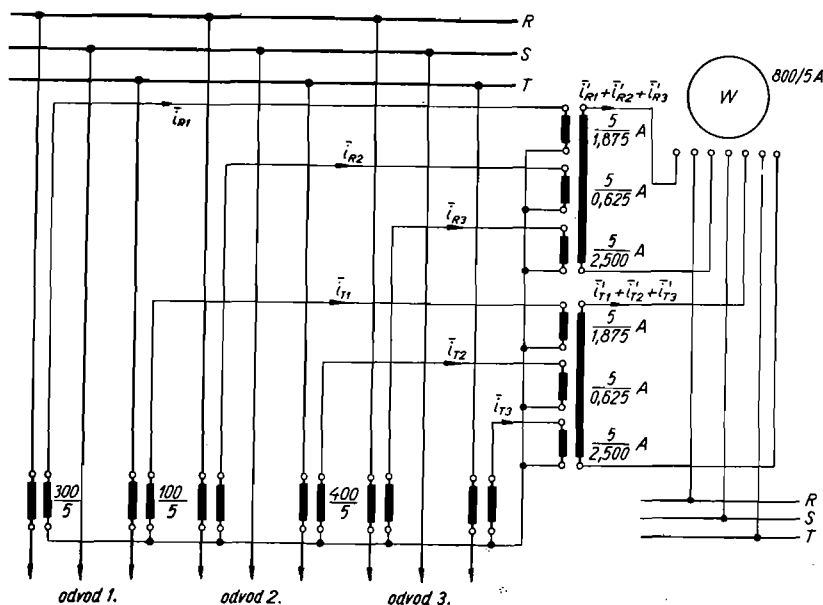 R
S
T
ī_R1
ī_R2
ī_R3
ī_T1
ī_T2
ī_T3
ī'_R1 + ī'_R2 + ī'_R3
5/1,875 A
5/0,625 A
5/2,500 A
ī'_T1 + ī'_T2 + ī'_T3
5/1,875 A
5/0,625 A
5/2,500 A
W
800/5A
300/5
100/5
400/5
R
S
T
odvod 1.
odvod 2.
odvod 3.